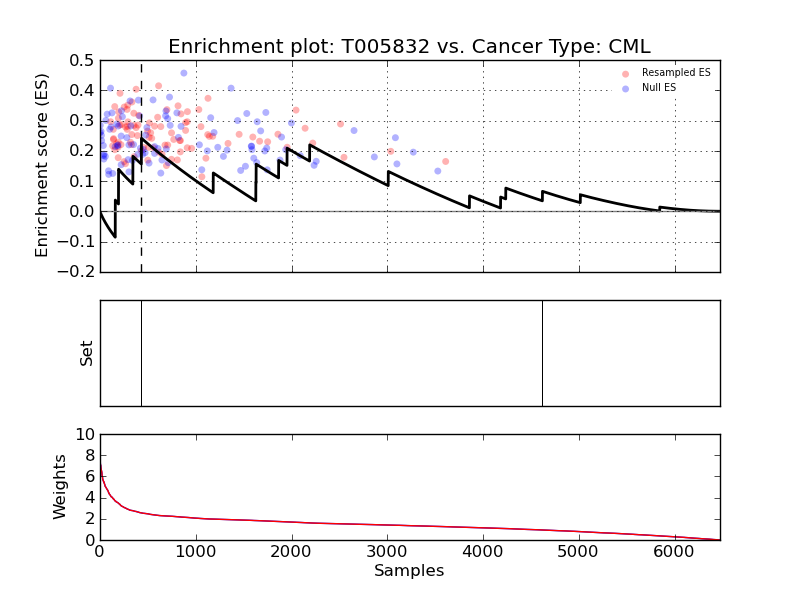 Enrichment plot: T005832 vs. Cancer Type: CML
Enrichment score (ES)
0.5
0.4
0.3
0.2
0.1
0.0
−0.1
−0.2
Resampled ES
Null ES
Set
Weights
10
8
6
4
2
0
0 1000 2000 3000 4000 5000 6000
Samples